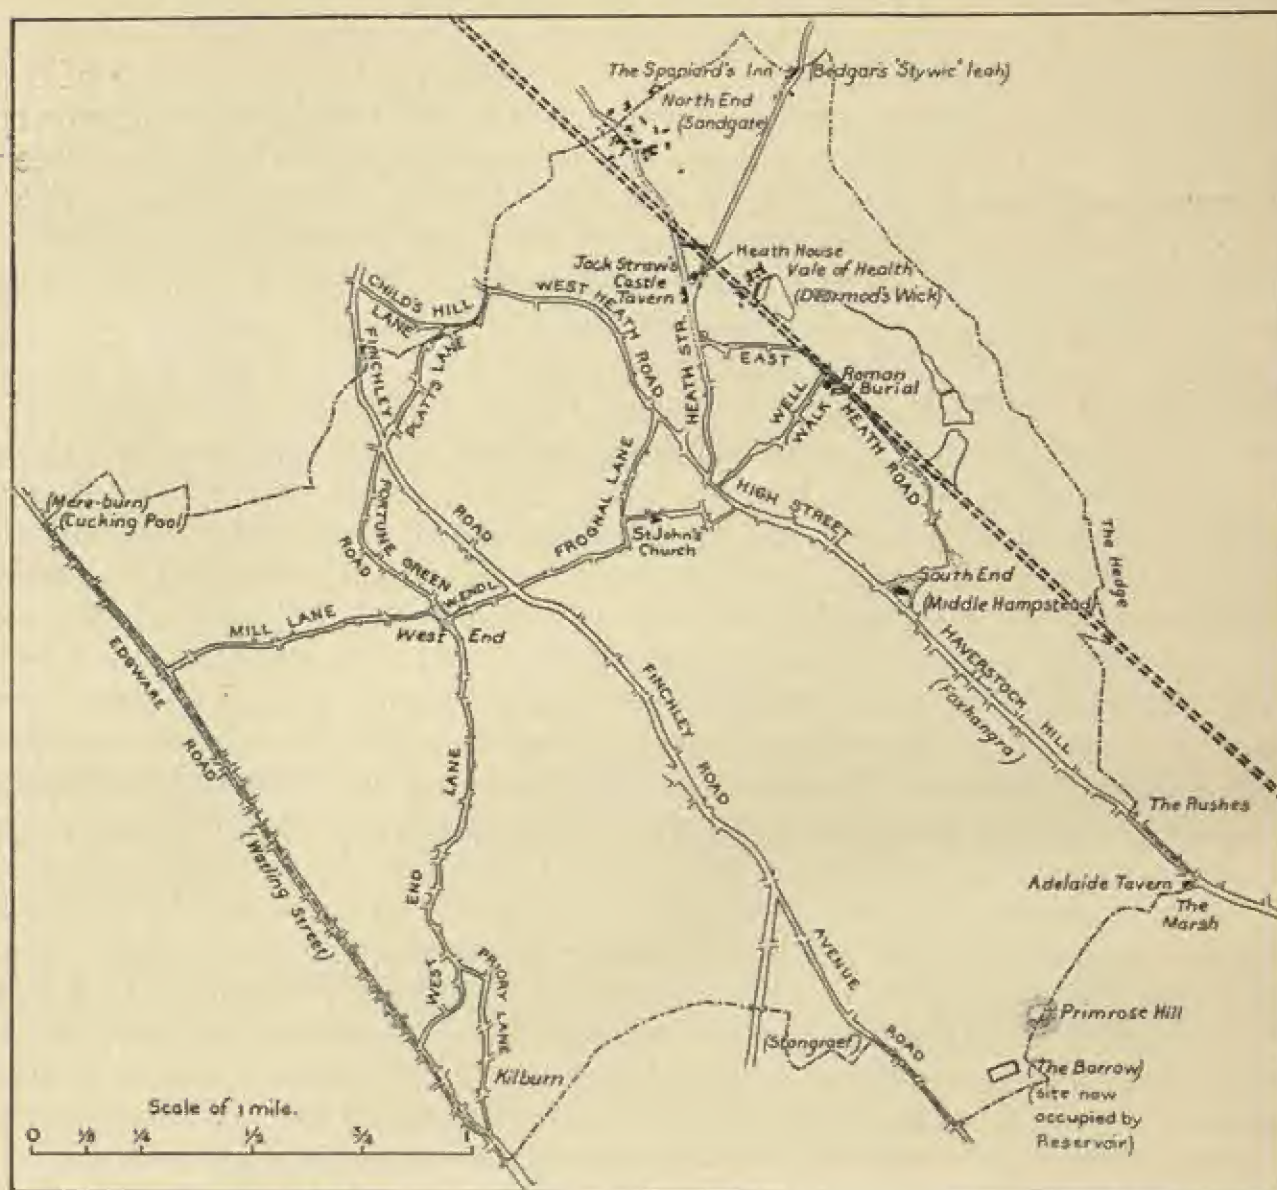 The Spaniard's Inn
(Bedgar's "Stywic" leah)
North End
(Sandgate)
Heath House
Jack Straw's
Castle
Tavern
Vale of Health
CHILD'S HILL
LANE
WEST HEATH ROAD
HEATH STR.
EAST
HEATH ROAD
Roman
Burial
FINCHLEY
ROAD
PLATTS LANE
WELL
WALK
FROGNAL LANE
HIGH STREET
(Mere-burn)
(Cucking Pool)
FORTUNE GREEN
ROAD
St John's
Church
The Hedge
South End
(Middle Hampstead)
WENDL
MILL LANE
West End
EDGWARE
ROAD
HAVERSTOCK HILL
(Foxhangra)
FINCHLEY
ROAD
WEST
END
LANE
The Rushes
(Watling Street)
Adelaide Tavern
The
Marsh
AVENUE
ROAD
PRIORY LANE
Primrose Hill
(Stangraef)
Kilburn
(The Barrow)
(site now
occupied by
Reservoir)
Scale of 1 mile.
0 1/8 1/4 1/2 3/4 1